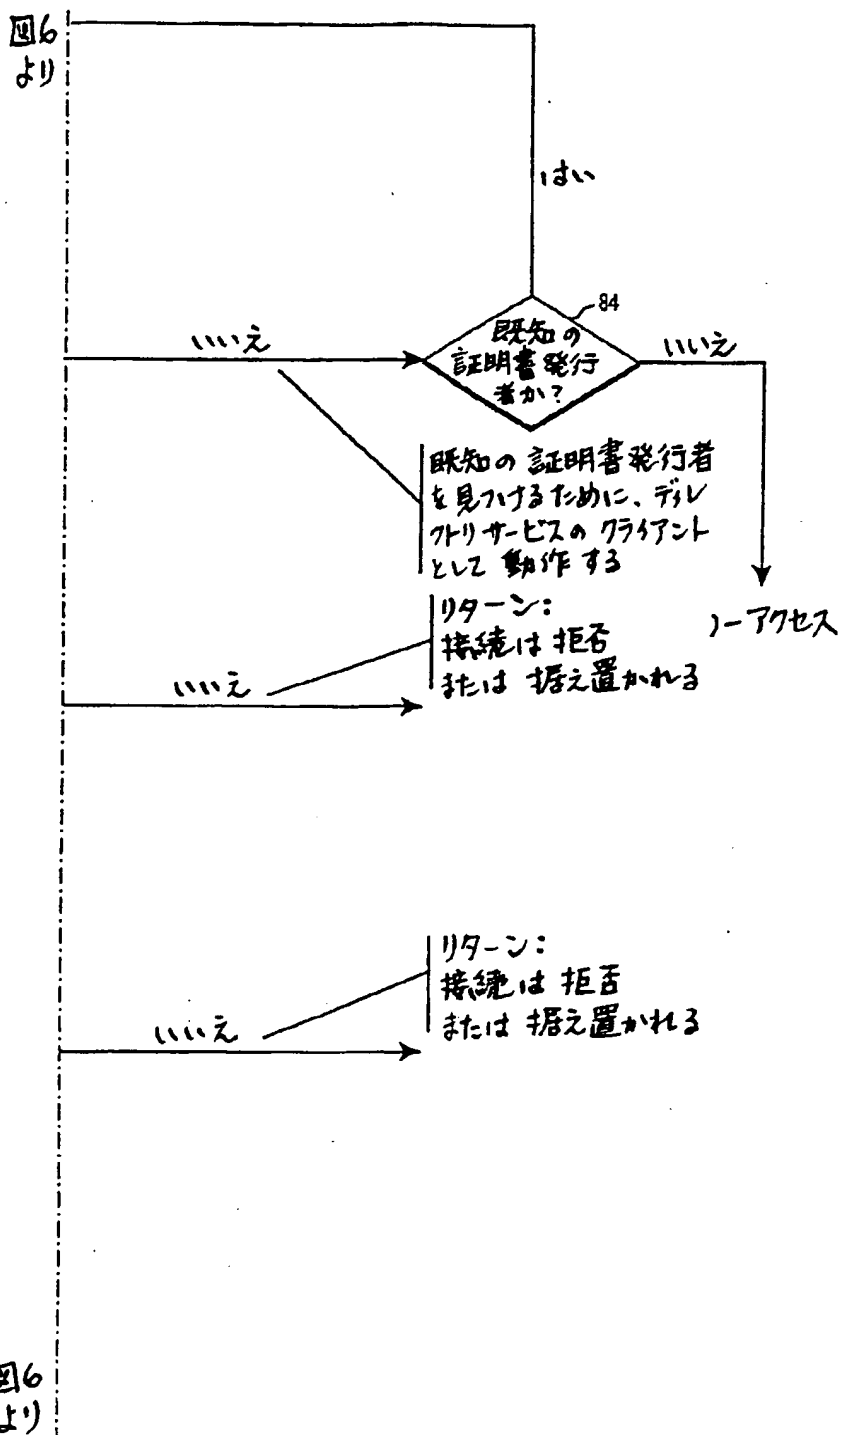 図6
より
はい
84
いいえ
既知の
証明書発行
者か?
いいえ
既知の証明書発行者
を見つけるために、ディレ
クトリサービスのクライアント
として動作する
リターン:
接続は拒否
または据え置かれる
ノーアクセス
いいえ
リターン:
接続は拒否
または据え置かれる
いいえ
図6
より